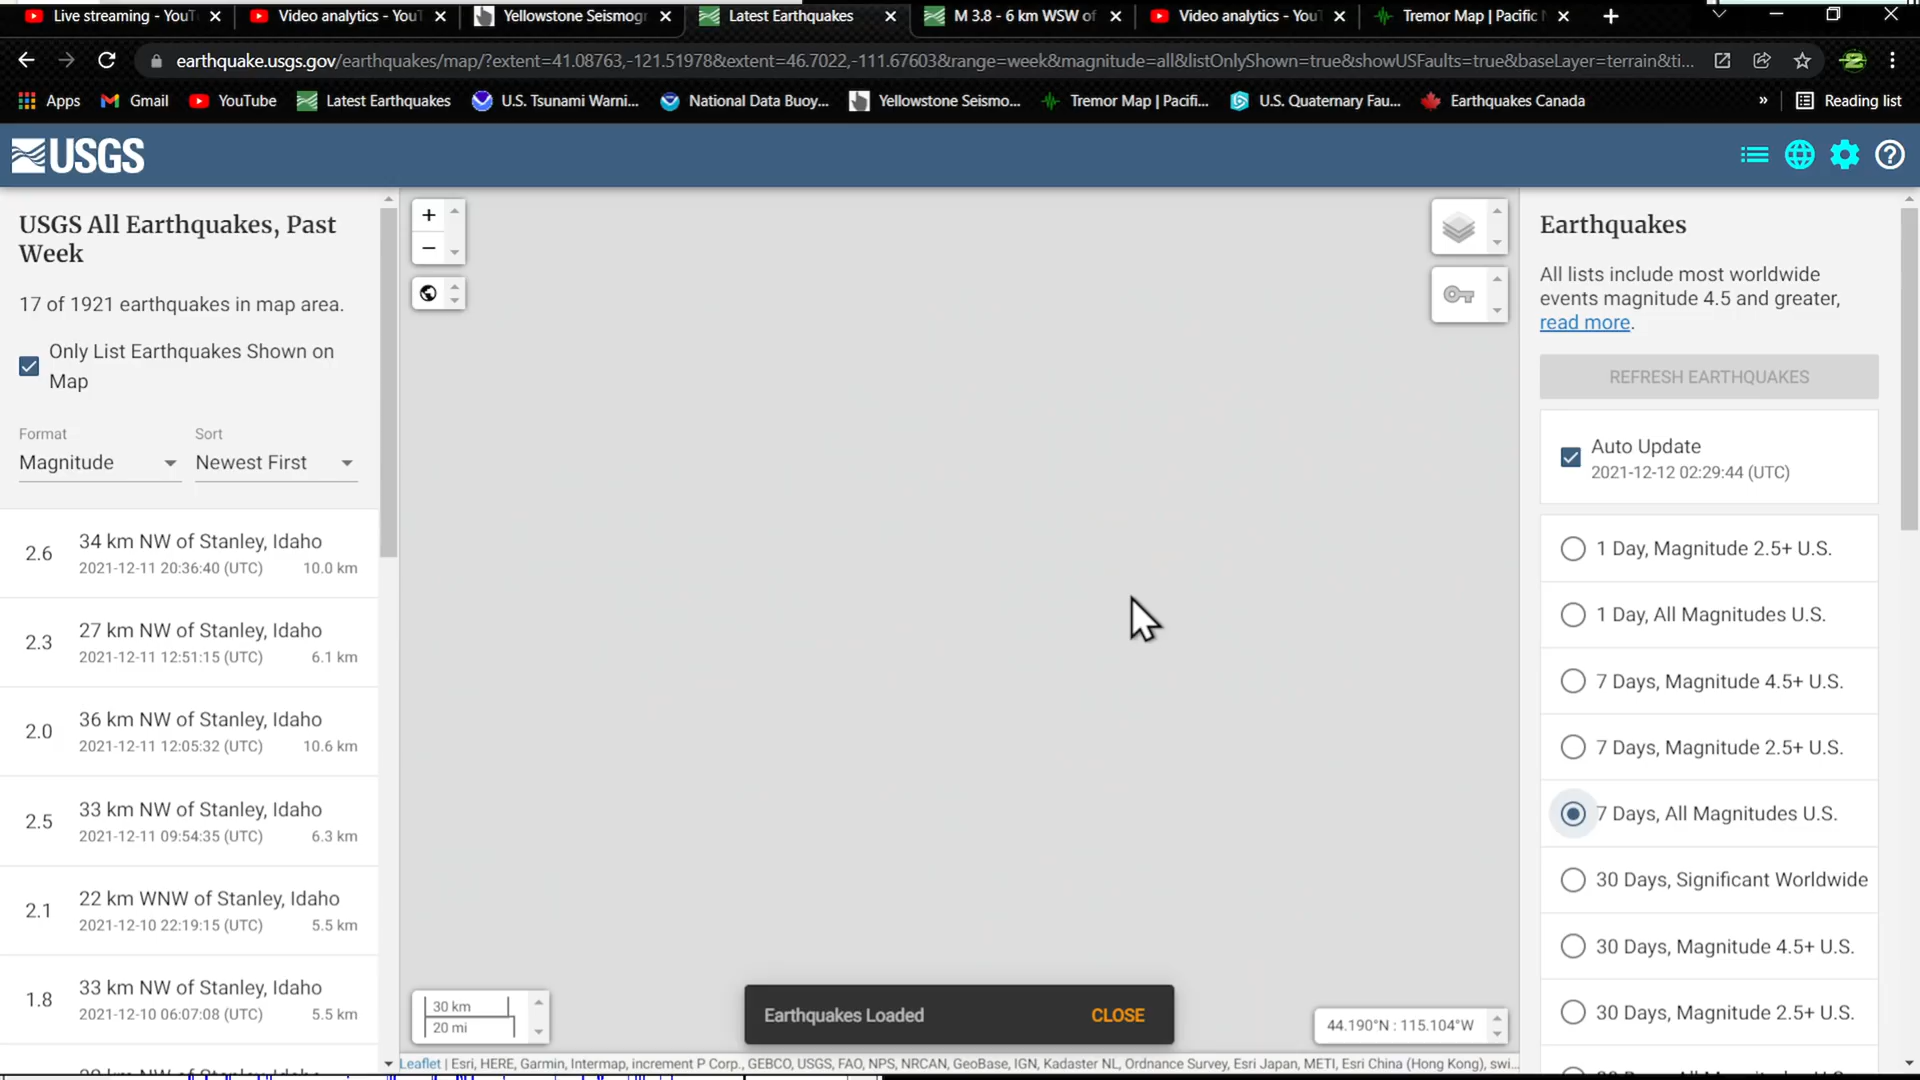 Live streaming - YouT
Video analytics - YouT
Yellowstone Seismogr
Latest Earthquakes
M 3.8 - 6 km WSW of
Video analytics - YouT
Tremor Map | Pacific N
earthquake.usgs.gov/earthquakes/map/?extent=41.08763,-121.51978&extent=46.7022,-111.67603&range=week&magnitude=all&listOnlyShown=true&showUSFaults=true&baseLayer=terrain&ti...
Apps
Gmail
YouTube
Latest Earthquakes
U.S. Tsunami Warni...
National Data Buoy...
Yellowstone Seismo...
Tremor Map | Pacifi...
U.S. Quaternary Fau...
Earthquakes Canada
»
Reading list
USGS
USGS All Earthquakes, Past
Week
17 of 1921 earthquakes in map area.
Only List Earthquakes Shown on
Map
Format
Sort
Magnitude
Newest First
2.6
34 km NW of Stanley, Idaho
2021-12-11 20:36:40 (UTC)
10.0 km
2.3
27 km NW of Stanley, Idaho
2021-12-11 12:51:15 (UTC)
6.1 km
2.0
36 km NW of Stanley, Idaho
2021-12-11 12:05:32 (UTC)
10.6 km
2.5
33 km NW of Stanley, Idaho
2021-12-11 09:54:35 (UTC)
6.3 km
2.1
22 km WNW of Stanley, Idaho
2021-12-10 22:19:15 (UTC)
5.5 km
1.8
33 km NW of Stanley, Idaho
2021-12-10 06:07:08 (UTC)
5.5 km
+
−
30 km
20 mi
Earthquakes Loaded
CLOSE
44.190°N : 115.104°W
Leaflet | Esri, HERE, Garmin, Intermap, increment P Corp., GEBCO, USGS, FAO, NPS, NRCAN, GeoBase, IGN, Kadaster NL, Ordnance Survey, Esri Japan, METI, Esri China (Hong Kong), swi...
Earthquakes
All lists include most worldwide
events magnitude 4.5 and greater,
read more.
REFRESH EARTHQUAKES
Auto Update
2021-12-12 02:29:44 (UTC)
1 Day, Magnitude 2.5+ U.S.
1 Day, All Magnitudes U.S.
7 Days, Magnitude 4.5+ U.S.
7 Days, Magnitude 2.5+ U.S.
7 Days, All Magnitudes U.S.
30 Days, Significant Worldwide
30 Days, Magnitude 4.5+ U.S.
30 Days, Magnitude 2.5+ U.S.